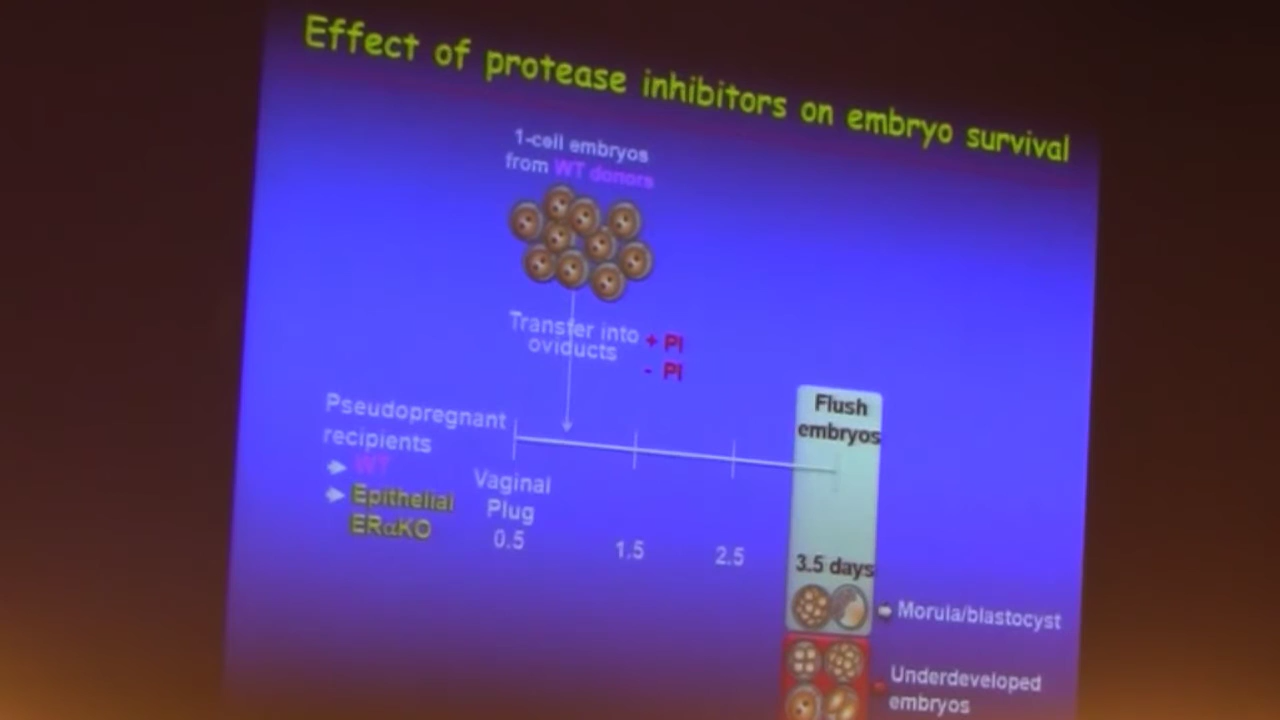 Effect of protease inhibitors on embryo survival
1-cell embryos
from WT donors
Transfer into
oviducts
+ PI
- PI
Flush
embryos
Pseudopregnant
recipients
WT
Epithelial
ERαKO
Vaginal
Plug
0.5
1.5
2.5
3.5 days
Morula/blastocyst
Underdeveloped
embryos